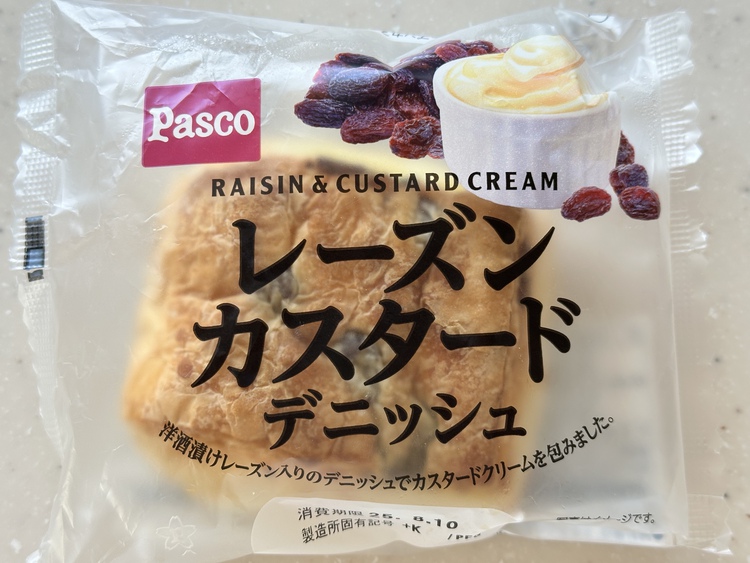 Pasco
RAISIN & CUSTARD CREAM
レーズン
カスタード
デニッシュ
洋酒漬けレーズン入りのデニッシュでカスタードクリームを包みました。
消費期限 25. 8.10
製造所固有記号 +K
ジです。